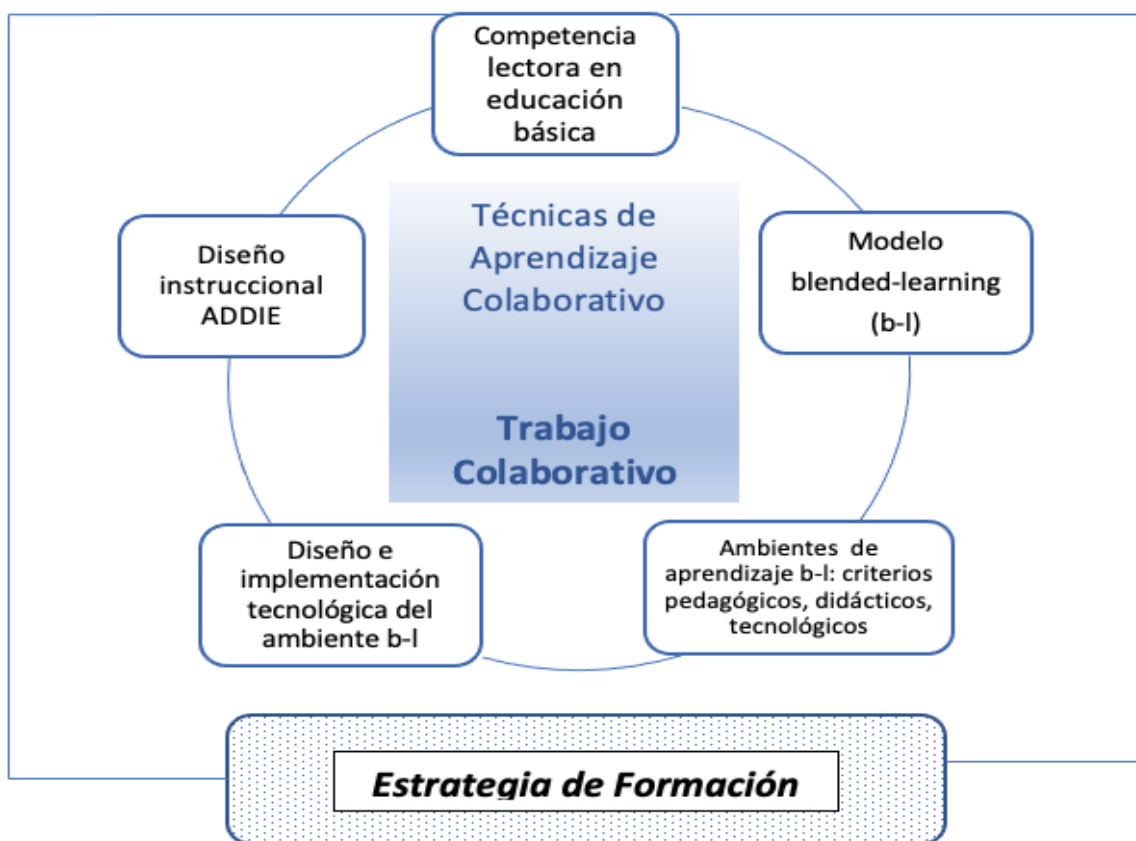 Competencia
lectora en
educación
básica
Técnicas de
Aprendizaje
Colaborativo
Trabajo
Colaborativo
Modelo
blended-learning
(b-l)
Ambientes de
aprendizaje b-l: criterios
pedagógicos, didácticos,
tecnológicos
Diseño e
implementación
tecnológica del
ambiente b-l
Diseño
instruccional
ADDIE
Estrategia de Formación